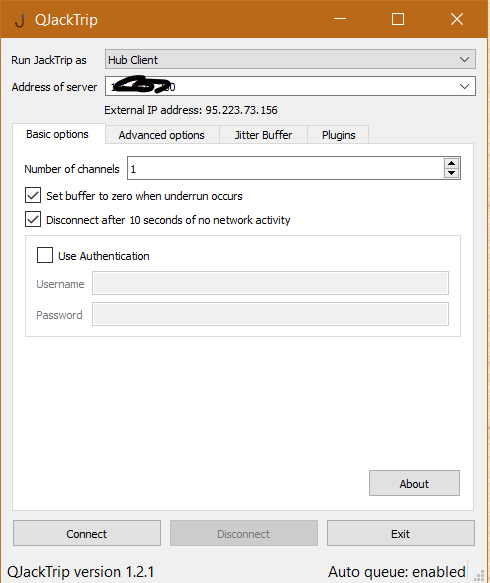 QJackTrip
Run JackTrip as Hub Client
Address of server
External IP address: 95.223.73.156
Basic options Advanced options Jitter Buffer Plugins
Number of channels 1
Set buffer to zero when underrun occurs
Disconnect after 10 seconds of no network activity
Use Authentication
Username
Password
About
Connect Disconnect Exit
QJackTrip version 1.2.1 Auto queue: enabled